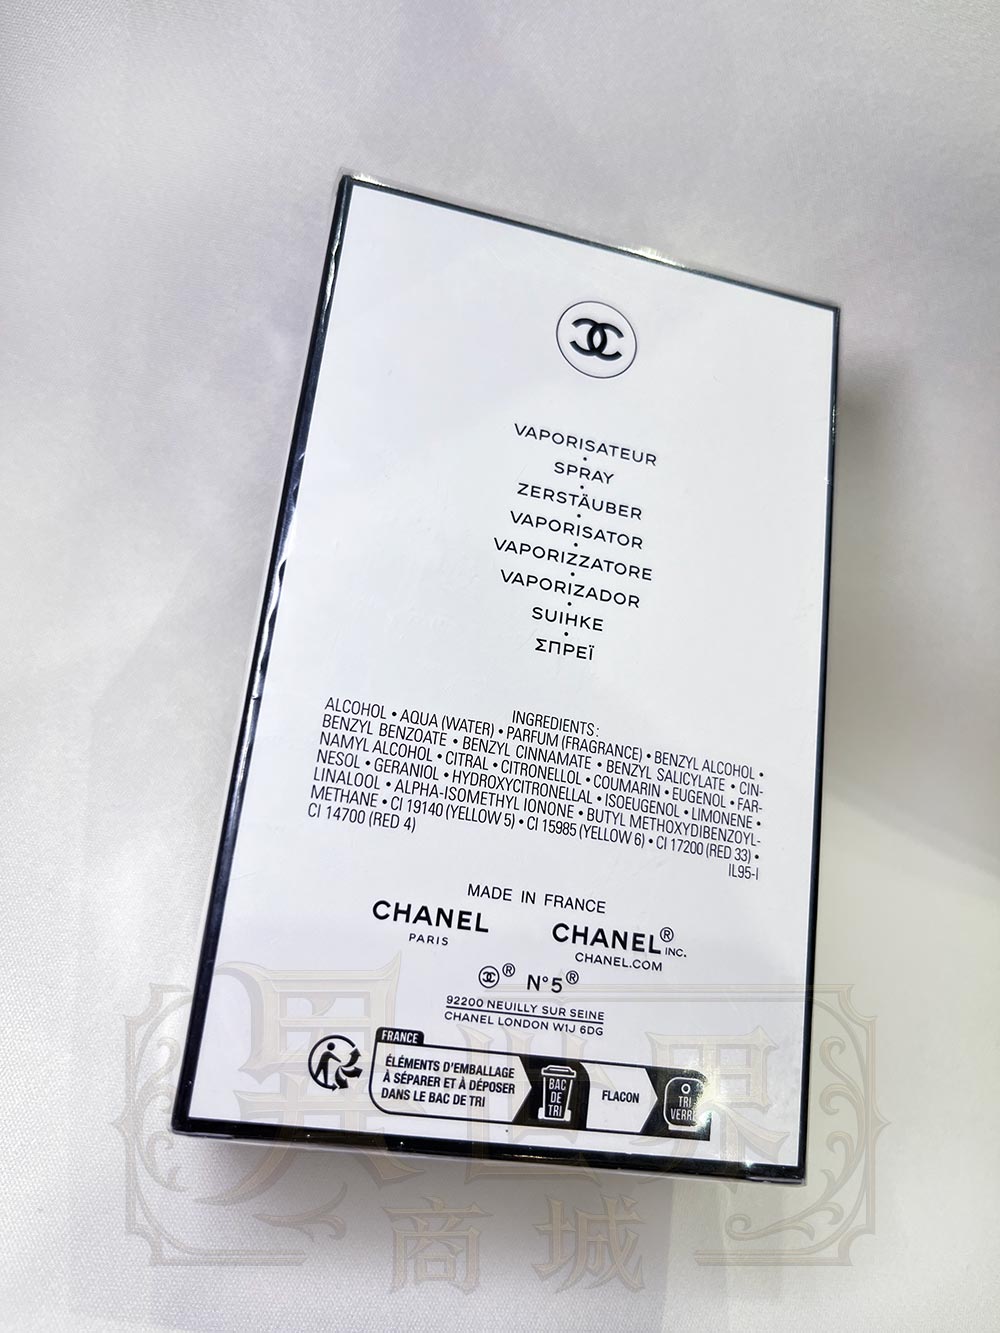 VAPORISATEUR
•
SPRAY
•
ZERSTÄUBER
•
VAPORISATOR
•
VAPORIZZATORE
•
VAPORIZADOR
•
SUIHKE
•
ΣΠΡΕΪ
INGREDIENTS:
ALCOHOL • AQUA (WATER) • PARFUM (FRAGRANCE) • BENZYL ALCOHOL •
BENZYL BENZOATE • BENZYL CINNAMATE • BENZYL SALICYLATE • CIN-
NAMYL ALCOHOL • CITRAL • CITRONELLOL • COUMARIN • EUGENOL • FAR-
NESOL • GERANIOL • HYDROXYCITRONELLAL • ISOEUGENOL • LIMONENE •
LINALOOL • ALPHA-ISOMETHYL IONONE • BUTYL METHOXYDIBENZOYL-
METHANE • CI 19140 (YELLOW 5) • CI 15985 (YELLOW 6) • CI 17200 (RED 33) •
CI 14700 (RED 4)
IL95-I
MADE IN FRANCE
CHANEL
PARIS
CHANEL® INC.
CHANEL.COM
® N°5®
92200 NEUILLY SUR SEINE
CHANEL LONDON W1J 6DG
FRANCE
ÉLÉMENTS D'EMBALLAGE
À SÉPARER ET À DÉPOSER
DANS LE BAC DE TRI
BAC
DE
TRI
FLACON
TRI
VERRE
異世界
商城